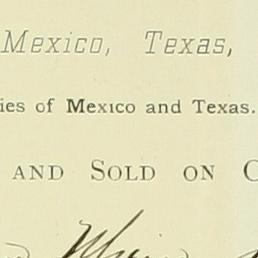 Mexico, Texas,
ies of Mexico and Texas.
AND SOLD ON C